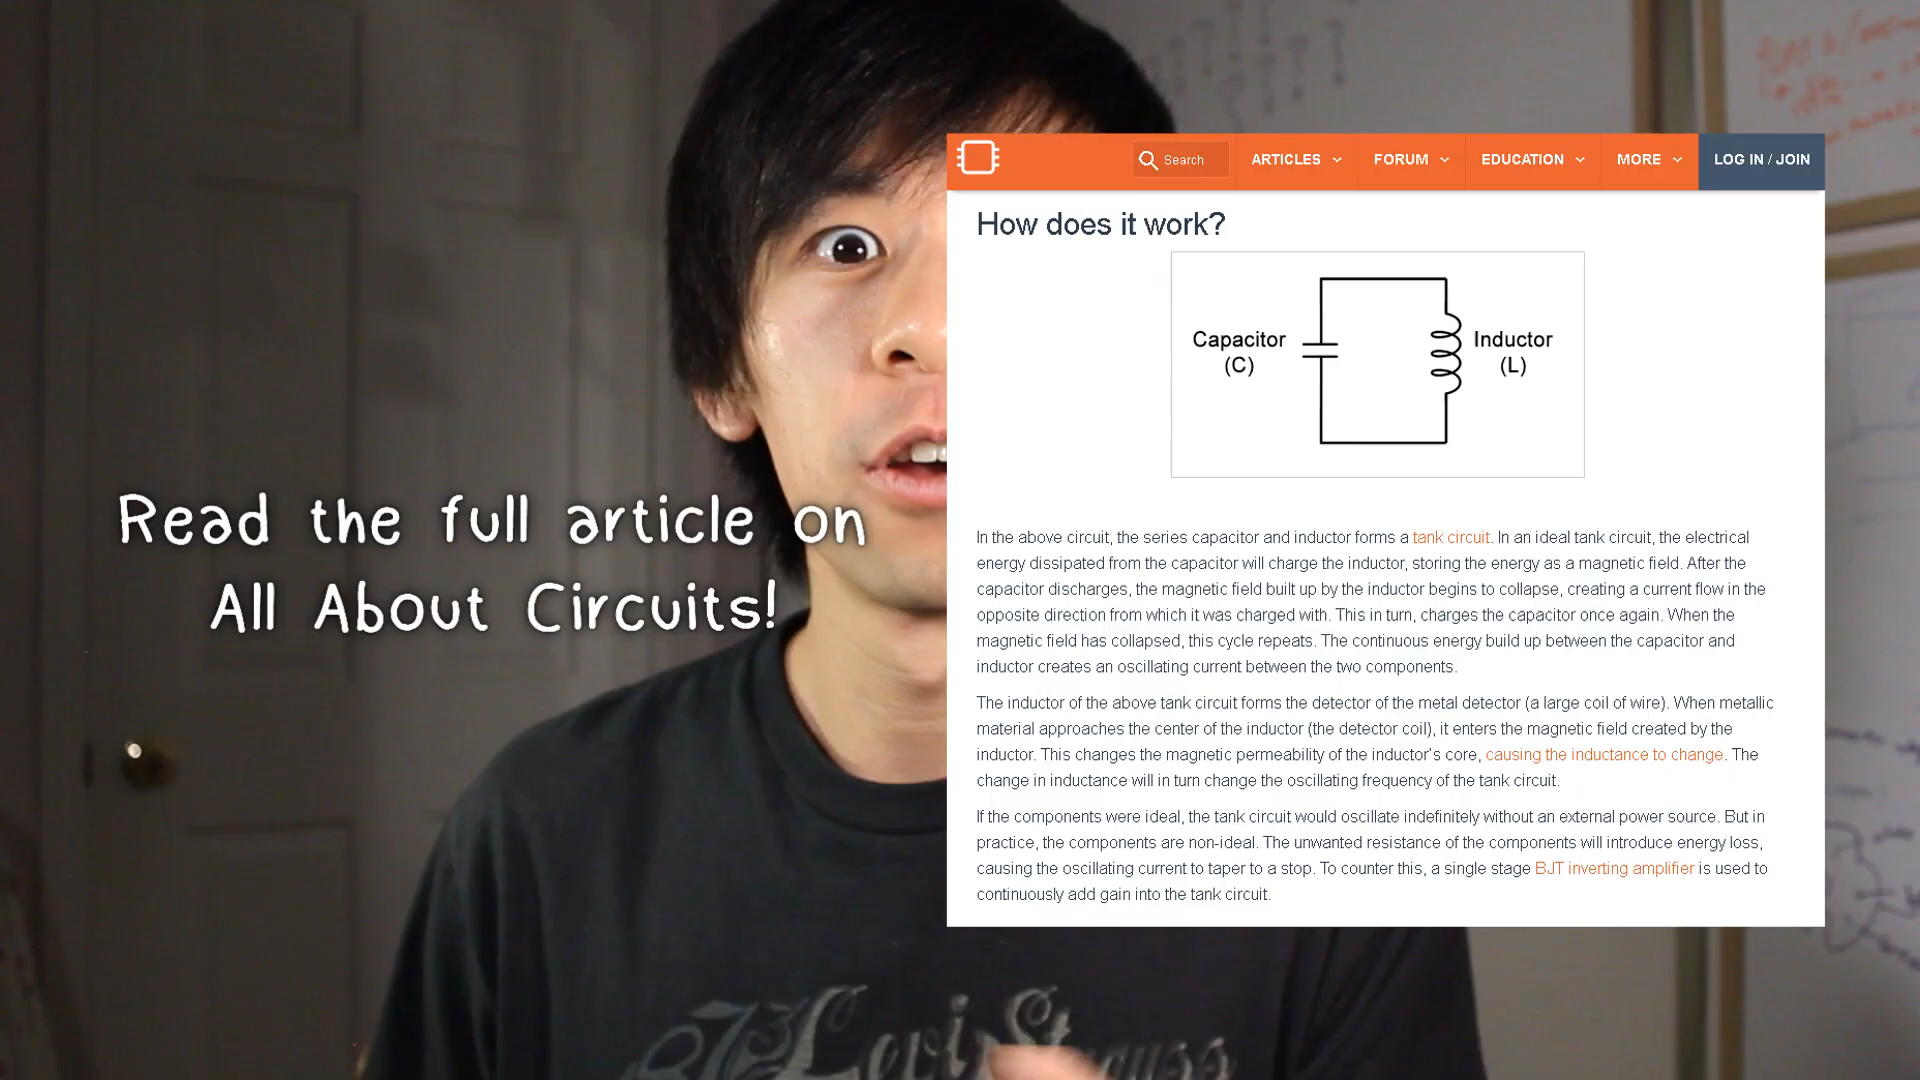 Read the full article on
All About Circuits!
Search
ARTICLES
FORUM
EDUCATION
MORE
LOG IN / JOIN
How does it work?
Capacitor
(C)
Inductor
(L)
In the above circuit, the series capacitor and inductor forms a tank circuit. In an ideal tank circuit, the electrical
energy dissipated from the capacitor will charge the inductor, storing the energy as a magnetic field. After the
capacitor discharges, the magnetic field built up by the inductor begins to collapse, creating a current flow in the
opposite direction from which it was charged with. This in turn, charges the capacitor once again. When the
magnetic field has collapsed, this cycle repeats. The continuous energy build up between the capacitor and
inductor creates an oscillating current between the two components.
The inductor of the above tank circuit forms the detector of the metal detector (a large coil of wire). When metallic
material approaches the center of the inductor (the detector coil), it enters the magnetic field created by the
inductor. This changes the magnetic permeability of the inductor's core, causing the inductance to change. The
change in inductance will in turn change the oscillating frequency of the tank circuit.
If the components were ideal, the tank circuit would oscillate indefinitely without an external power source. But in
practice, the components are non-ideal. The unwanted resistance of the components will introduce energy loss,
causing the oscillating current to taper to a stop. To counter this, a single stage BJT inverting amplifier is used to
continuously add gain into the tank circuit.
Levi Strauss